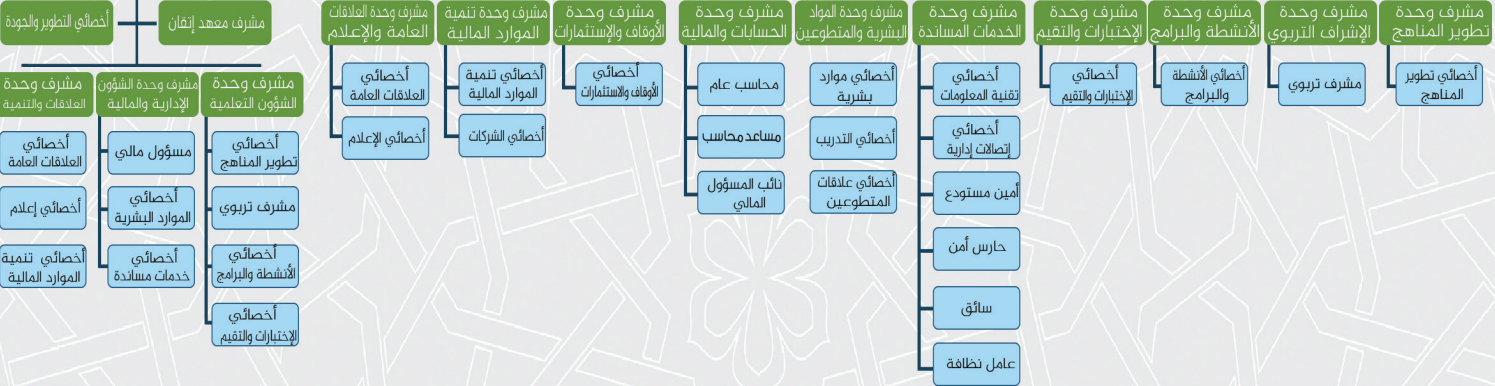 مشرف وحدة
تطوير المناهج
أخصائي تطوير
المناهج
مشرف وحدة
الإشراف التربوي
مشرف تربوي
مشرف وحدة
الأنشطة والبرامج
أخصائي الأنشطة
والبرامج
مشرف وحدة
الإختبارات والتقيم
أخصائي
الإختبارات والتقيم
مشرف وحدة
الخدمات المساندة
أخصائي
تقنية المعلومات
أخصائي
إتصالات إدارية
أمين مستودع
حارس أمن
سائق
عامل نظافة
مشرف وحدة المواد
البشرية والمتطوعين
أخصائي موارد
بشرية
أخصائي التدريب
أخصائي علاقات
المتطوعين
مشرف وحدة
الحسابات والمالية
محاسب عام
مساعد محاسب
نائب المسؤول
المالي
مشرف وحدة
الأوقاف والإستثمارات
أخصائي
الأوقاف والاستثمارات
مشرف وحدة تنمية
الموارد المالية
أخصائي تنمية
الموارد المالية
أخصائي الشركات
مشرف وحدة العلاقات
العامة والإعلام
أخصائي
العلاقات العامة
أخصائي الإعلام
مشرف معهد إتقان
أخصائي التطوير والجودة
مشرف وحدة
الشؤون التعلمية
أخصائي
تطوير المناهج
مشرف تربوي
أخصائي
الأنشطة والبرامج
أخصائي
الإختبارات والتقيم
مشرف وحدة الشؤون
الإدارية والمالية
مسؤول مالي
أخصائي
الموارد البشرية
أخصائي
خدمات مساندة
مشرف وحدة
العلاقات والتنمية
أخصائي
العلاقات العامة
أخصائي إعلام
أخصائي تنمية
الموارد المالية